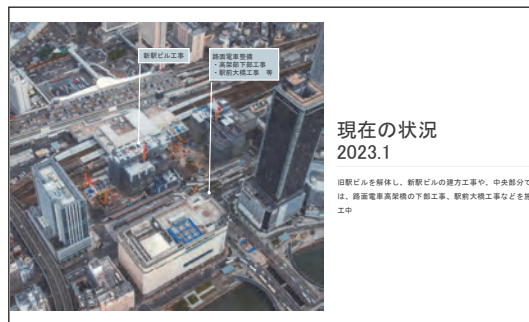 新駅ビル工事
路面電車整備
・高架部下部工事
・駅前大橋工事　等
現在の状況
2023.1
旧駅ビルを解体し、新駅ビルの建方工事や、中央部分で
は、路面電車高架橋の下部工事、駅前大橋工事などを施
工中